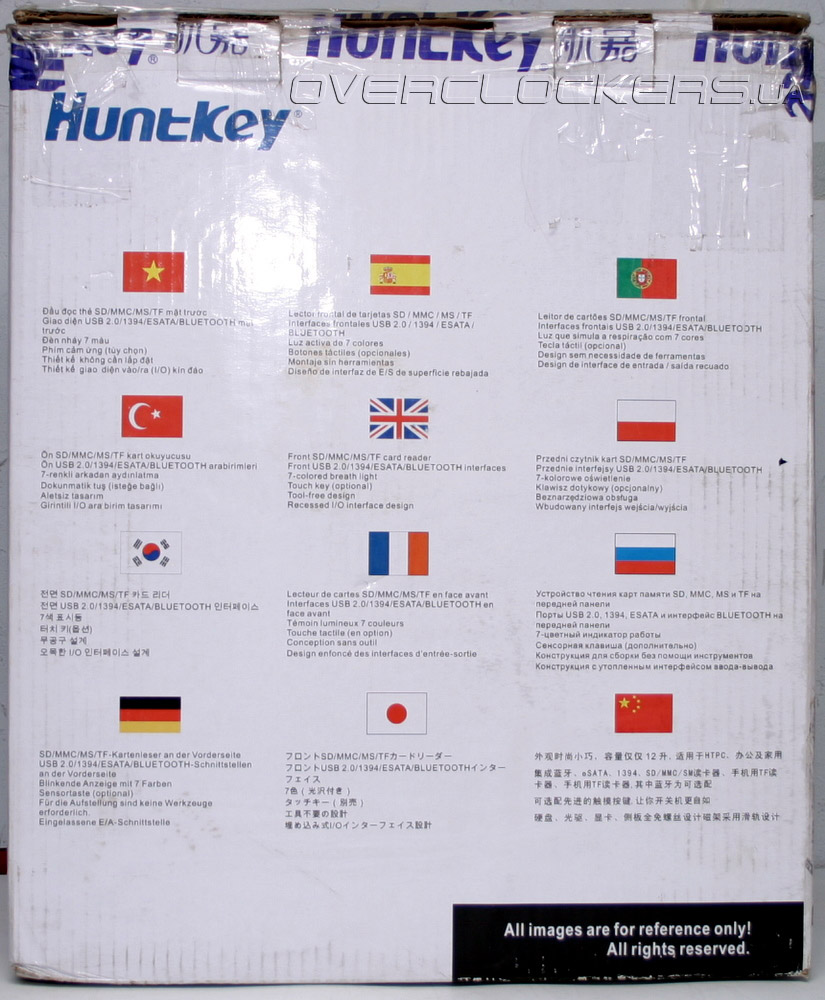 HUNTKEY 航嘉
OVERCLOCKERS.UA
HUNTKEY®
Đầu đọc thẻ SD/MMC/MS/TF mặt trước
Giao diện USB 2.0/1394/ESATA/BLUETOOTH mặt
trước
Đèn nháy 7 màu
Phím cảm ứng (tùy chọn)
Thiết kế không cần lắp đặt
Thiết kế giao diện vào/ra (I/O) kín đáo
Lector frontal de tarjetas SD / MMC / MS / TF
Interfaces frontales USB 2.0 / 1394 / ESATA /
BLUETOOTH
Luz activa de 7 colores
Botones táctiles (opcionales)
Montaje sin herramientas
Diseño de interfaz de E/S de superficie rebajada
Leitor de cartões SD/MMC/MS/TF frontal
Interfaces frontais USB 2.0/1394/ESATA/BLUETOOTH
Luz que simula a respiração com 7 cores
Tecla táctil (opcional)
Design sem necessidade de ferramentas
Design de interface de entrada / saída recuado
Ön SD/MMC/MS/TF kart okuyucusu
Ön USB 2.0/1394/ESATA/BLUETOOTH arabirimleri
7-renkli arkadan aydınlatma
Dokunmatik tuş (isteğe bağlı)
Aletsiz tasarım
Girintili I/O ara birim tasarımı
Front SD/MMC/MS/TF card reader
Front USB 2.0/1394/ESATA/BLUETOOTH interfaces
7-colored breath light
Touch key (optional)
Tool-free design
Recessed I/O interface design
Przedni czytnik kart SD/MMC/MS/TF
Przednie interfejsy USB 2.0/1394/ESATA/BLUETOOTH
7-kolorowe oświetlenie
Klawisz dotykowy (opcjonalny)
Beznarzędziowa obsługa
Wbudowany interfejs wejścia/wyjścia
전면 SD/MMC/MS/TF 카드 리더
전면 USB 2.0/1394/ESATA/BLUETOOTH 인터페이스
7색 표시등
터치 키(옵션)
무공구 설계
오목한 I/O 인터페이스 설계
Lecteur de cartes SD/MMC/MS/TF en face avant
Interfaces USB 2.0/1394/ESATA/BLUETOOTH en
face avant
Témoin lumineux 7 couleurs
Touche tactile (en option)
Conception sans outil
Design enfoncé des interfaces d'entrée-sortie
Устройство чтения карт памяти SD, MMC, MS и TF на
передней панели
Порты USB 2.0, 1394, ESATA и интерфейс BLUETOOTH на
передней панели
7-цветный индикатор работы
Сенсорная клавиша (дополнительно)
Конструкция для сборки без помощи инструментов
Конструкция с утопленным интерфейсом ввода-вывода
SD/MMC/MS/TF-Kartenleser an der Vorderseite
USB 2.0/1394/ESATA/BLUETOOTH-Schnittstellen
an der Vorderseite
Blinkende Anzeige mit 7 Farben
Sensortaste (optional)
Für die Aufstellung sind keine Werkzeuge
erforderlich.
Eingelassene E/A-Schnittstelle
フロントSD/MMC/MS/TFカードリーダー
フロントUSB 2.0/1394/ESATA/BLUETOOTHインター
フェイス
7色（光沢付き）
タッチキー（別売）
工具不要の設計
埋め込み式I/Oインターフェイス設計
外观时尚小巧、容量仅仅12升，适用于HTPC、办公及家用
集成蓝牙、eSATA、1394、SD/MMC/SM读卡器、手机用TF读
卡器、手机用TF读卡器,其中蓝牙为可选配
可选配先进的触摸按键,让你开关机更自如
硬盘、光驱、显卡、侧板全免螺丝设计磁架采用滑轨设计
All images are for reference only!
All rights reserved.